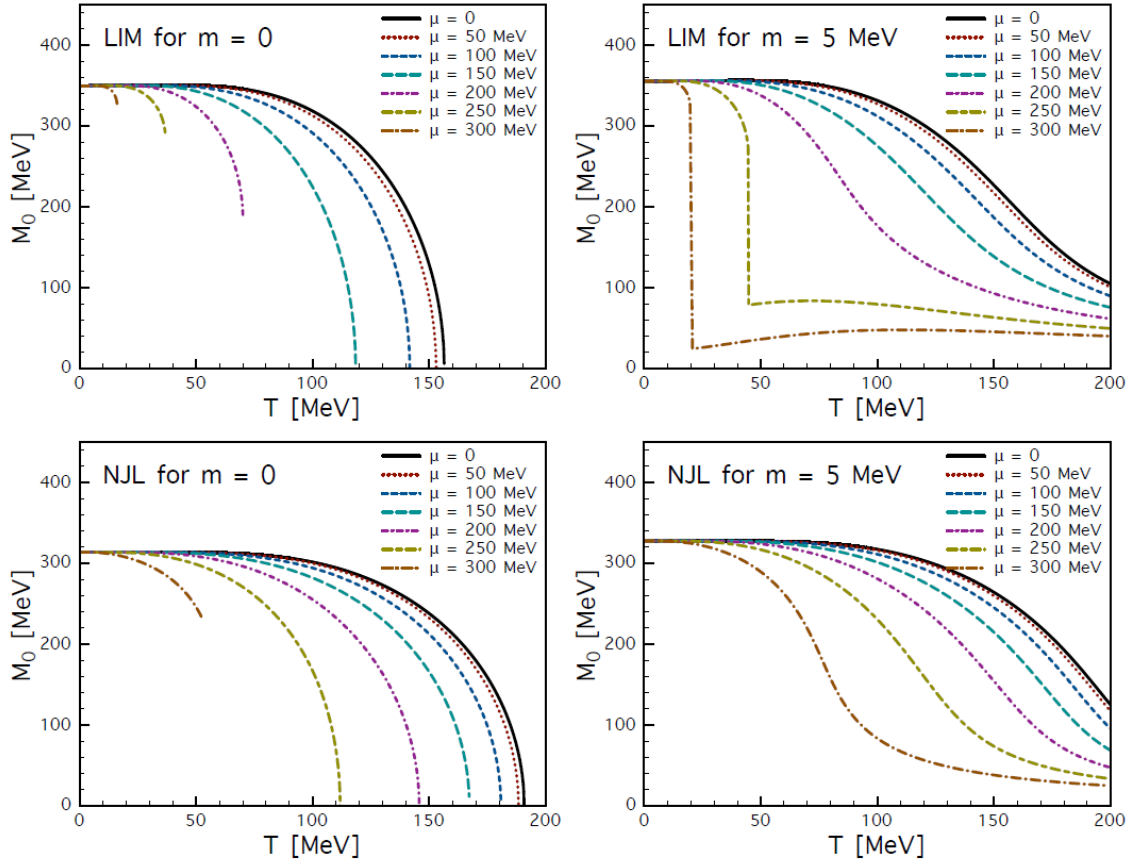 LIM for m = 0
μ = 0
μ = 50 MeV
μ = 100 MeV
μ = 150 MeV
μ = 200 MeV
μ = 250 MeV
μ = 300 MeV
M0 [MeV]
400
300
200
100
0
0
50
100
150
200
T [MeV]
LIM for m = 5 MeV
μ = 0
μ = 50 MeV
μ = 100 MeV
μ = 150 MeV
μ = 200 MeV
μ = 250 MeV
μ = 300 MeV
M0 [MeV]
400
300
200
100
0
0
50
100
150
200
T [MeV]
NJL for m = 0
μ = 0
μ = 50 MeV
μ = 100 MeV
μ = 150 MeV
μ = 200 MeV
μ = 250 MeV
μ = 300 MeV
M0 [MeV]
400
300
200
100
0
0
50
100
150
200
T [MeV]
NJL for m = 5 MeV
μ = 0
μ = 50 MeV
μ = 100 MeV
μ = 150 MeV
μ = 200 MeV
μ = 250 MeV
μ = 300 MeV
M0 [MeV]
400
300
200
100
0
0
50
100
150
200
T [MeV]